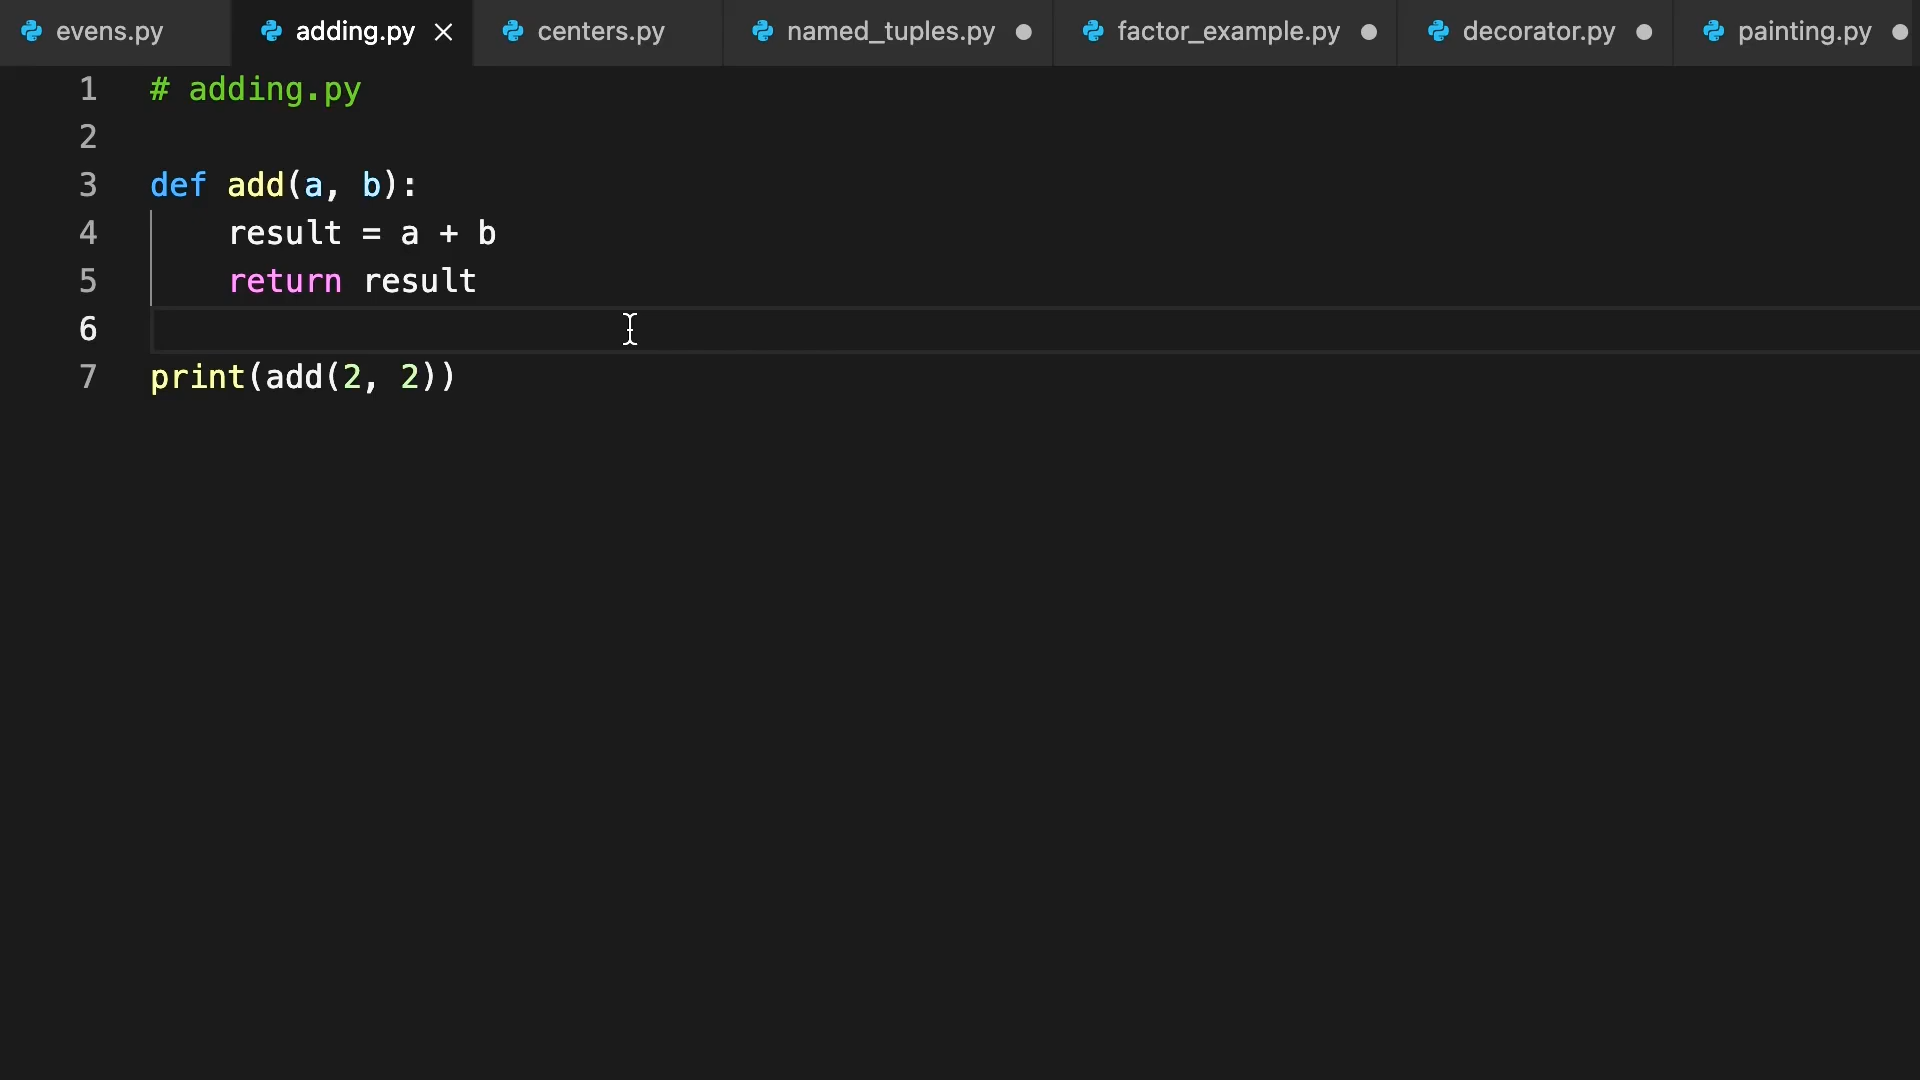 evens.py adding.py centers.py named_tuples.py factor_example.py decorator.py painting.py
1 # adding.py
2
3 def add(a, b):
4     result = a + b
5     return result
6
7 print(add(2, 2))